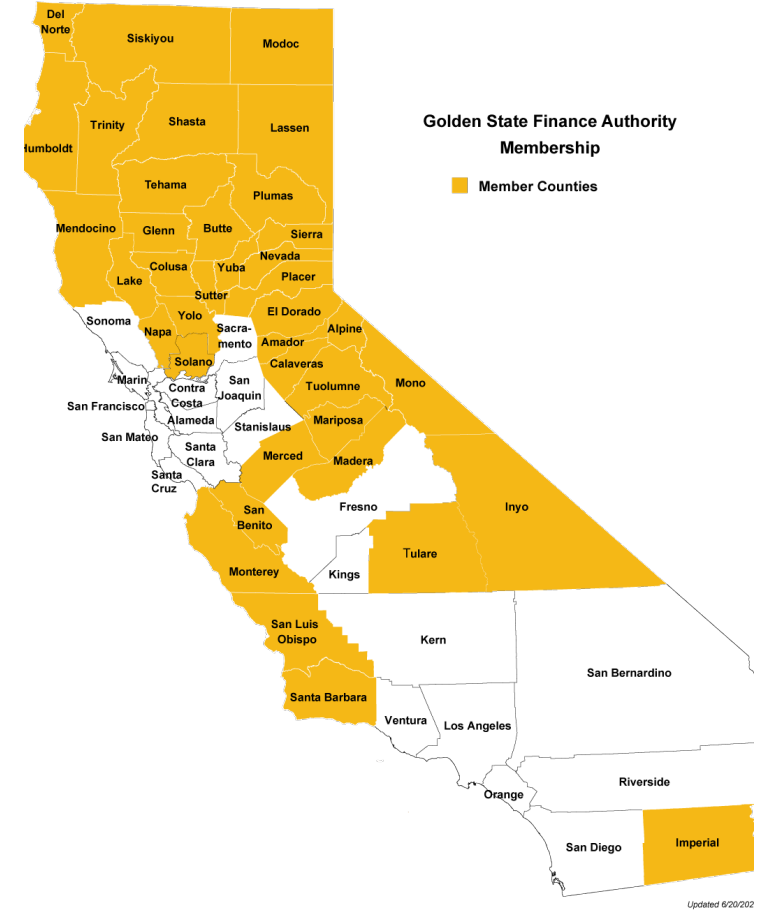 Del
Norte
Siskiyou
Modoc
Trinity
Shasta
Lassen
Humboldt
Golden State Finance Authority
Membership
Member Counties
Tehama
Plumas
Mendocino
Glenn
Butte
Sierra
Nevada
Colusa
Yuba
Placer
Lake
Sutter
El Dorado
Yolo
Sonoma
Napa
Sacra-
mento
Alpine
Amador
Solano
Calaveras
Marin
Contra
Costa
San
Joaquin
Tuolumne
Mono
San Francisco
Alameda
Mariposa
Stanislaus
San Mateo
Santa
Clara
Merced
Madera
Santa
Cruz
Fresno
Inyo
San
Benito
Tulare
Monterey
Kings
San Luis
Obispo
Kern
San Bernardino
Santa Barbara
Ventura
Los Angeles
Riverside
Orange
San Diego
Imperial
Updated 6/20/202